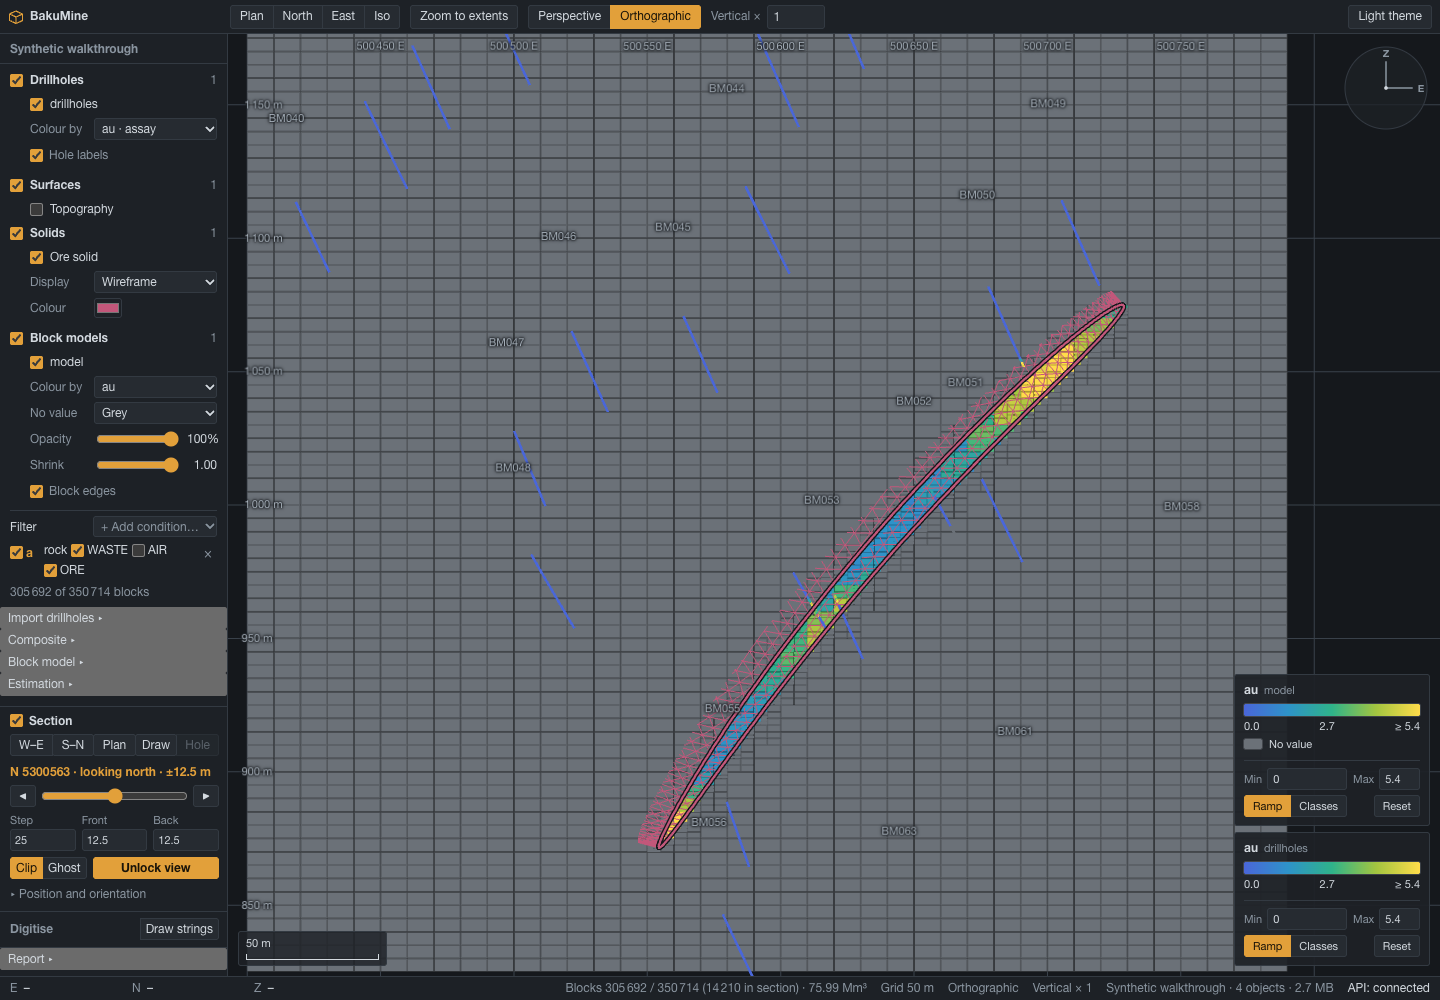 BakuMine
Plan North East Iso Zoom to extents Perspective Orthographic Vertical × 1 Light theme
Synthetic walkthrough
Drillholes 1
drillholes
Colour by au · assay
Hole labels
Surfaces 1
Topography
Solids 1
Ore solid
Display Wireframe
Colour
Block models 1
model
Colour by au
No value Grey
Opacity 100%
Shrink 1.00
Block edges
Filter + Add condition...
a rock WASTE AIR ×
ORE
305 692 of 350 714 blocks
Import drillholes ▸
Composite ▸
Block model ▸
Estimation ▸
Section
W–E S–N Plan Draw Hole
N 5300563 · looking north · ±12.5 m
◄ ►
Step Front Back
25 12.5 12.5
Clip Ghost Unlock view
▸ Position and orientation
Digitise Draw strings
Report ▸
500 450 E 500 500 E 500 550 E 500 600 E 500 650 E 500 700 E 500 750 E
Z
E
BM044
BM049
1 150 m
BM040
BM050
BM045
BM046
1 100 m
BM047
1 050 m
BM051
BM052
BM048
BM053
1 000 m
BM058
950 m
BM055
BM061
900 m
BM056
BM063
850 m
50 m
au model
0.0 2.7 ≥ 5.4
No value
Min 0 Max 5.4
Ramp Classes Reset
au drillholes
0.0 2.7 ≥ 5.4
Min 0 Max 5.4
Ramp Classes Reset
E – N – Z – Blocks 305 692 / 350 714 (14 210 in section) · 75.99 Mm³ Grid 50 m Orthographic Vertical × 1 Synthetic walkthrough · 4 objects · 2.7 MB API: connected